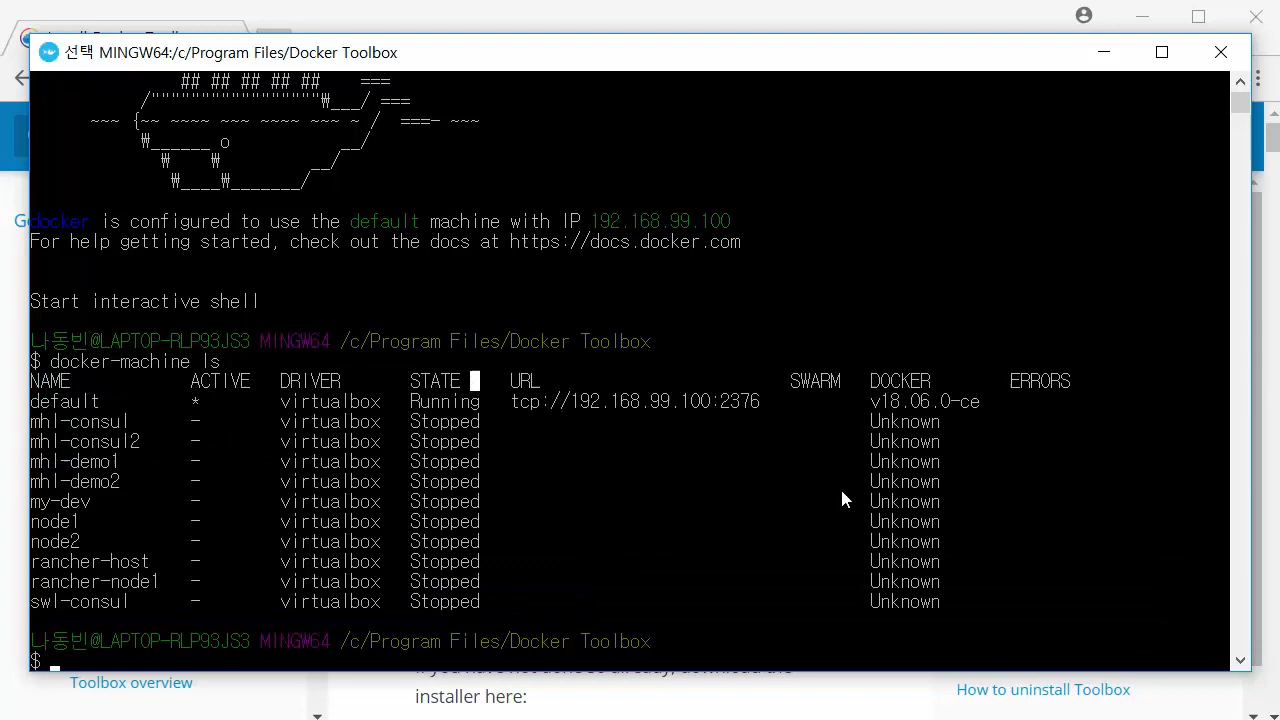 선택 MINGW64:/c/Program Files/Docker Toolbox
## ## ## ## ## ===
/"""""""""""""""""₩___/ ===
~~~ {~~ ~~~~ ~~~ ~~~~ ~~~ ~ / ===- ~~~
₩______ o __/
₩ ₩ __/
₩____₩_______/
docker is configured to use the default machine with IP 192.168.99.100
For help getting started, check out the docs at https://docs.docker.com
Start interactive shell
나동빈@LAPTOP-RLP93JS3 MINGW64 /c/Program Files/Docker Toolbox
$ docker-machine ls
NAME ACTIVE DRIVER STATE URL SWARM DOCKER ERRORS
default * virtualbox Running tcp://192.168.99.100:2376 v18.06.0-ce
mhl-consul - virtualbox Stopped Unknown
mhl-consul2 - virtualbox Stopped Unknown
mhl-demo1 - virtualbox Stopped Unknown
mhl-demo2 - virtualbox Stopped Unknown
my-dev - virtualbox Stopped Unknown
node1 - virtualbox Stopped Unknown
node2 - virtualbox Stopped Unknown
rancher-host - virtualbox Stopped Unknown
rancher-node1 - virtualbox Stopped Unknown
swl-consul - virtualbox Stopped Unknown
나동빈@LAPTOP-RLP93JS3 MINGW64 /c/Program Files/Docker Toolbox
$
Toolbox overview
installer here:
How to uninstall Toolbox